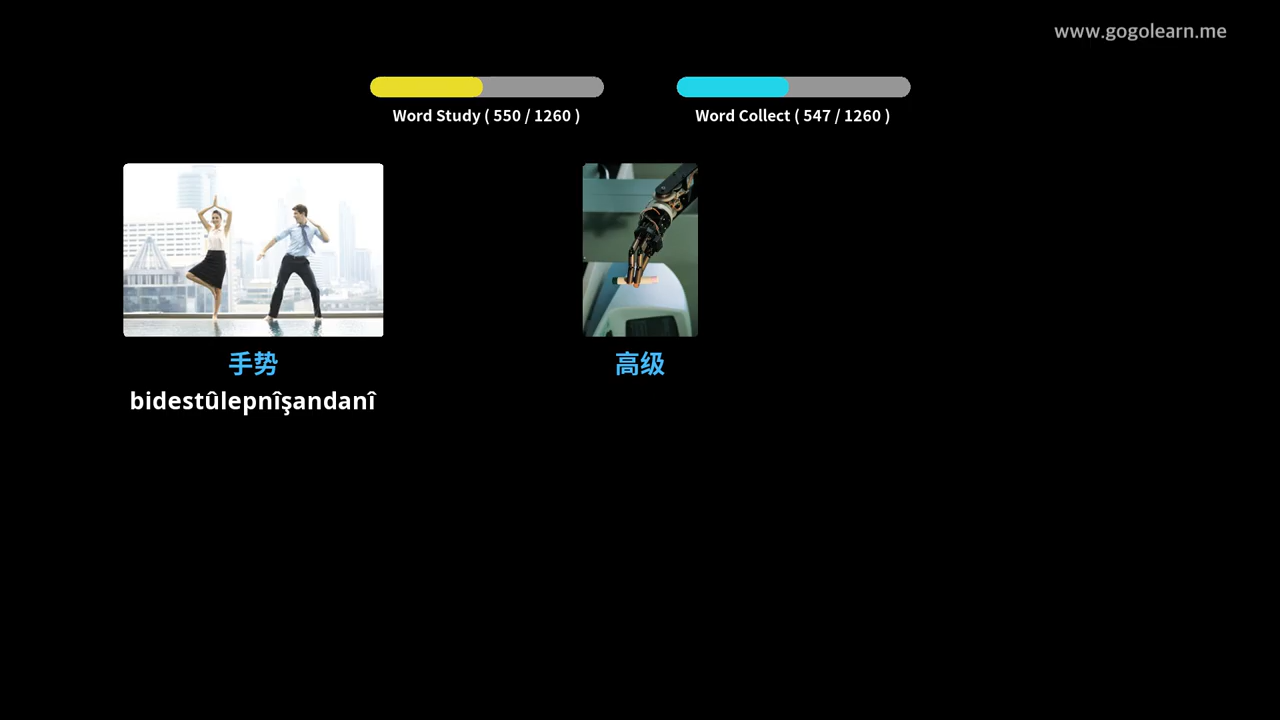 www.gogolearn.me
Word Study ( 550 / 1260 )
Word Collect ( 547 / 1260 )
手势
高级
bidestûlepnîşandanî